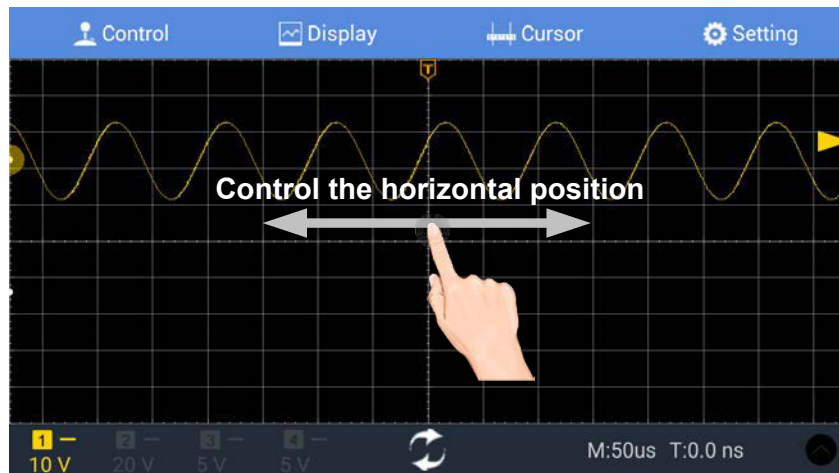 Control Display Cursor Setting
T
Control the horizontal position
1 2 3 4
10 V 20 V 5 V 5 V
M:50us T:0.0 ns